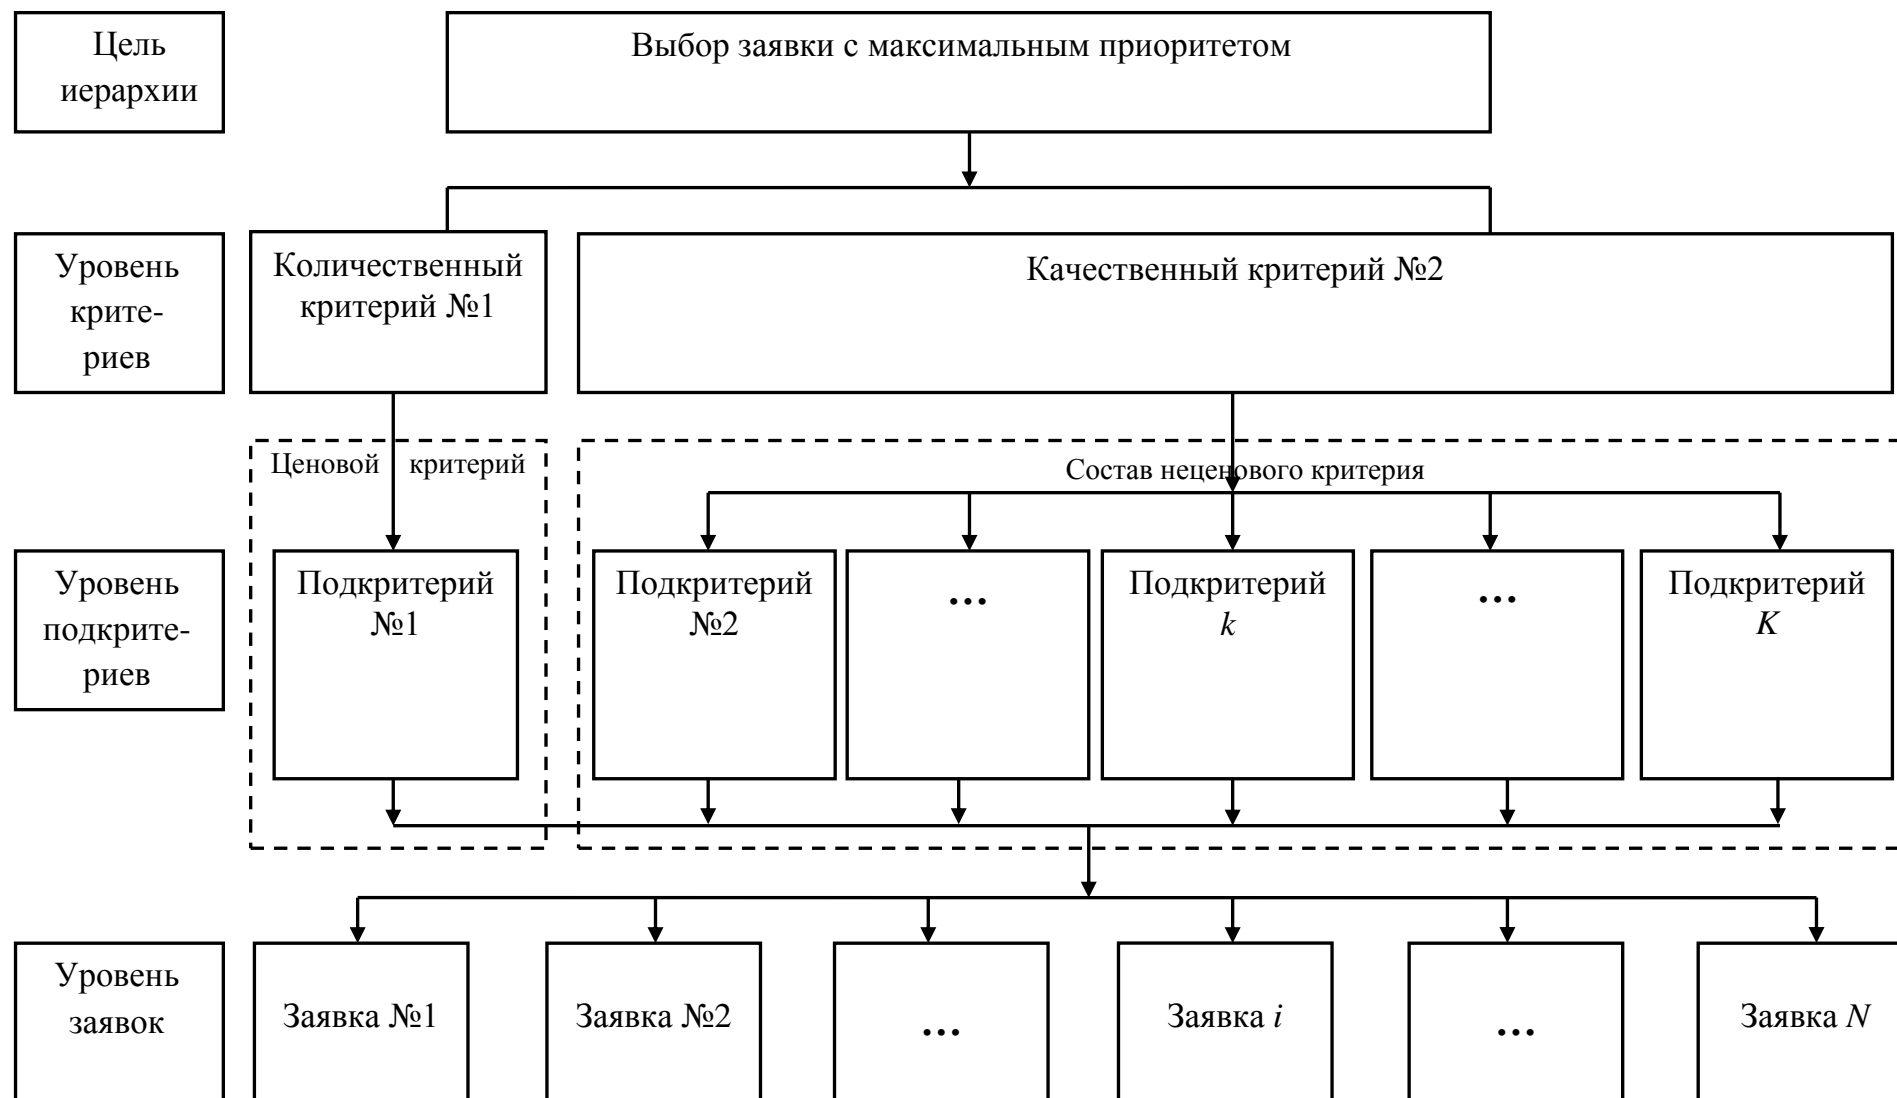 Цель
иерархии
Выбор заявки с максимальным приоритетом
Уровень
крите-
риев
Количественный
критерий №1
Качественный критерий №2
Ценовой критерий
Состав неценового критерия
Уровень
подкрите-
риев
Подкритерий
№1
Подкритерий
№2
...
Подкритерий
k
...
Подкритерий
K
Уровень
заявок
Заявка №1
Заявка №2
...
Заявка i
...
Заявка N